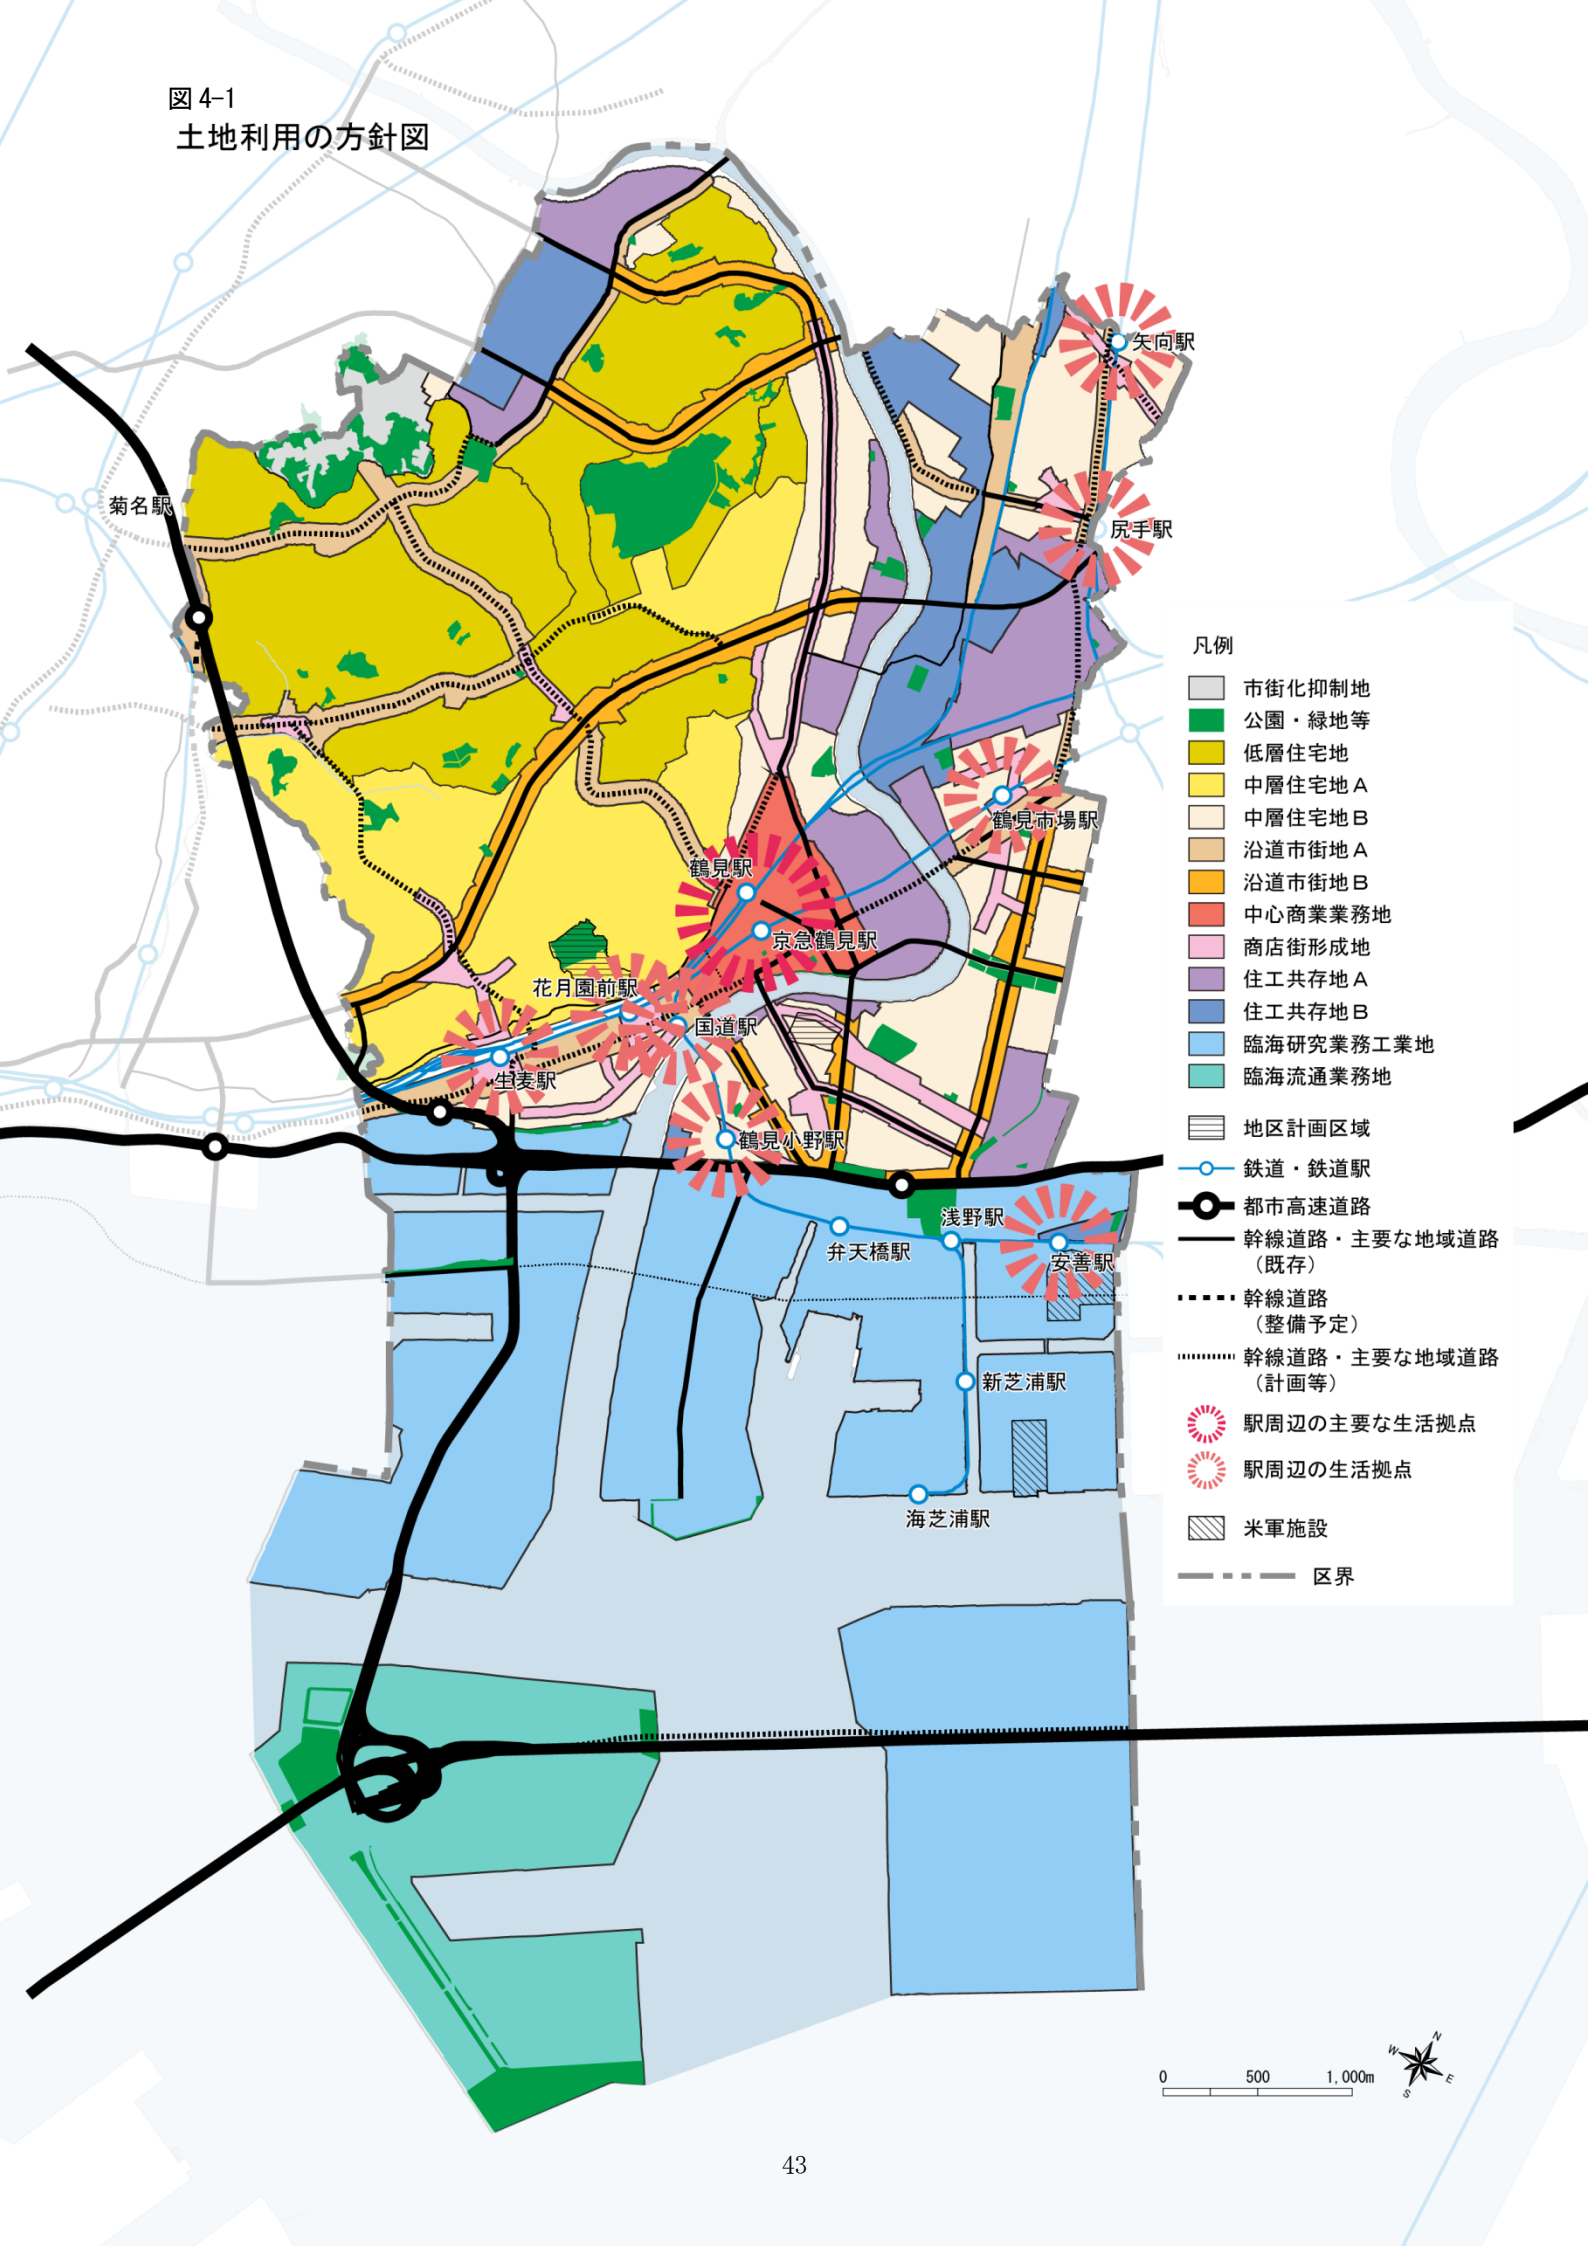 図 4-1
土地利用の方針図
矢向駅
菊名駅
尻手駅
鶴見市場駅
鶴見駅
京急鶴見駅
花月園前駅
国道駅
生麦駅
鶴見小野駅
浅野駅
弁天橋駅
安善駅
新芝浦駅
海芝浦駅
凡例
市街化抑制地
公園・緑地等
低層住宅地
中層住宅地A
中層住宅地B
沿道市街地A
沿道市街地B
中心商業業務地
商店街形成地
住工共存地A
住工共存地B
臨海研究業務工業地
臨海流通業務地
地区計画区域
鉄道・鉄道駅
都市高速道路
幹線道路・主要な地域道路
（既存）
幹線道路
（整備予定）
幹線道路・主要な地域道路
（計画等）
駅周辺の主要な生活拠点
駅周辺の生活拠点
米軍施設
区界
N
W
E
S
0 500 1,000m
43